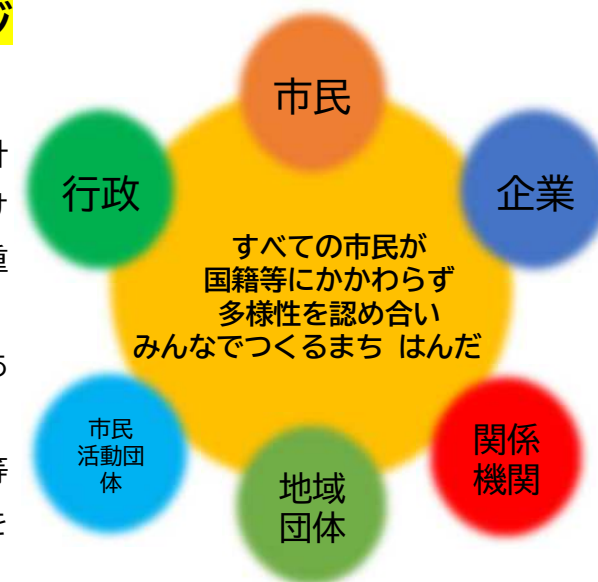 市民
行政
企業
すべての市民が
国籍等にかかわらず
多様性を認め合い
みんなでつくるまち はんだ
市民
活動団
体
地域
団体
関係
機関
重
等